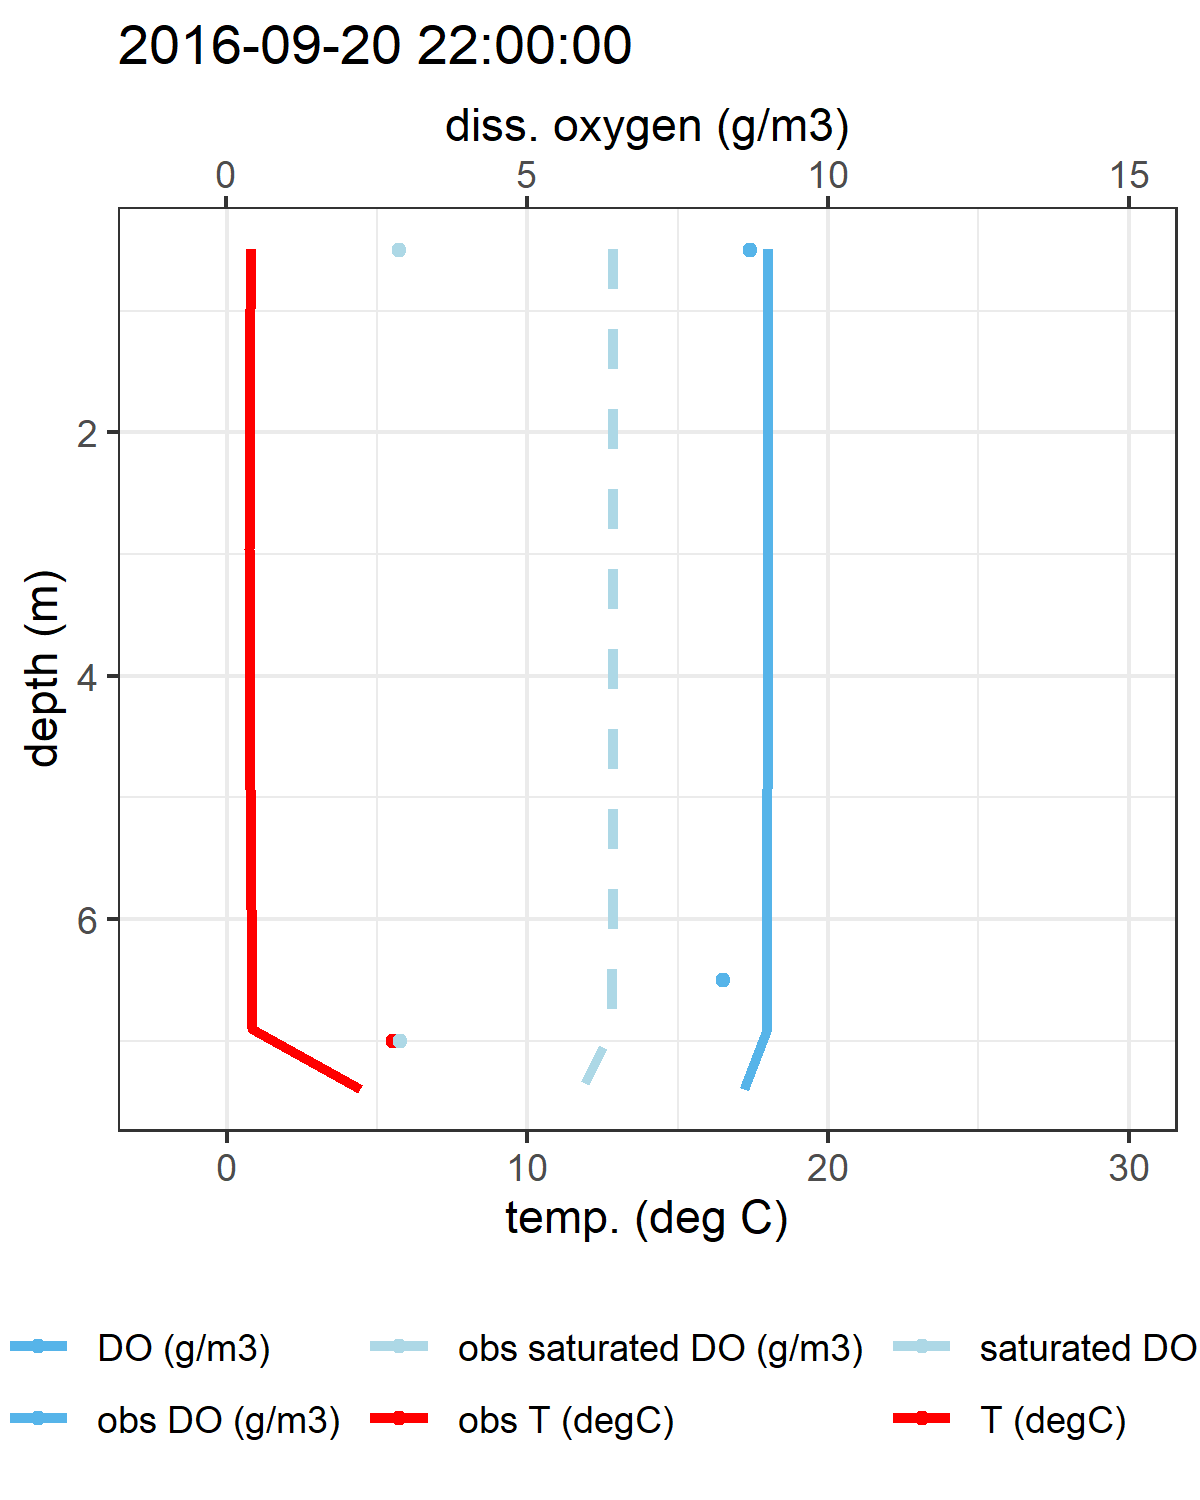 2016-09-20 22:00:00
diss. oxygen (g/m3)
0 5 10 15
2
4
6
depth (m)
0 10 20 30
temp. (deg C)
DO (g/m3) obs saturated DO (g/m3) saturated DO
obs DO (g/m3) obs T (degC) T (degC)